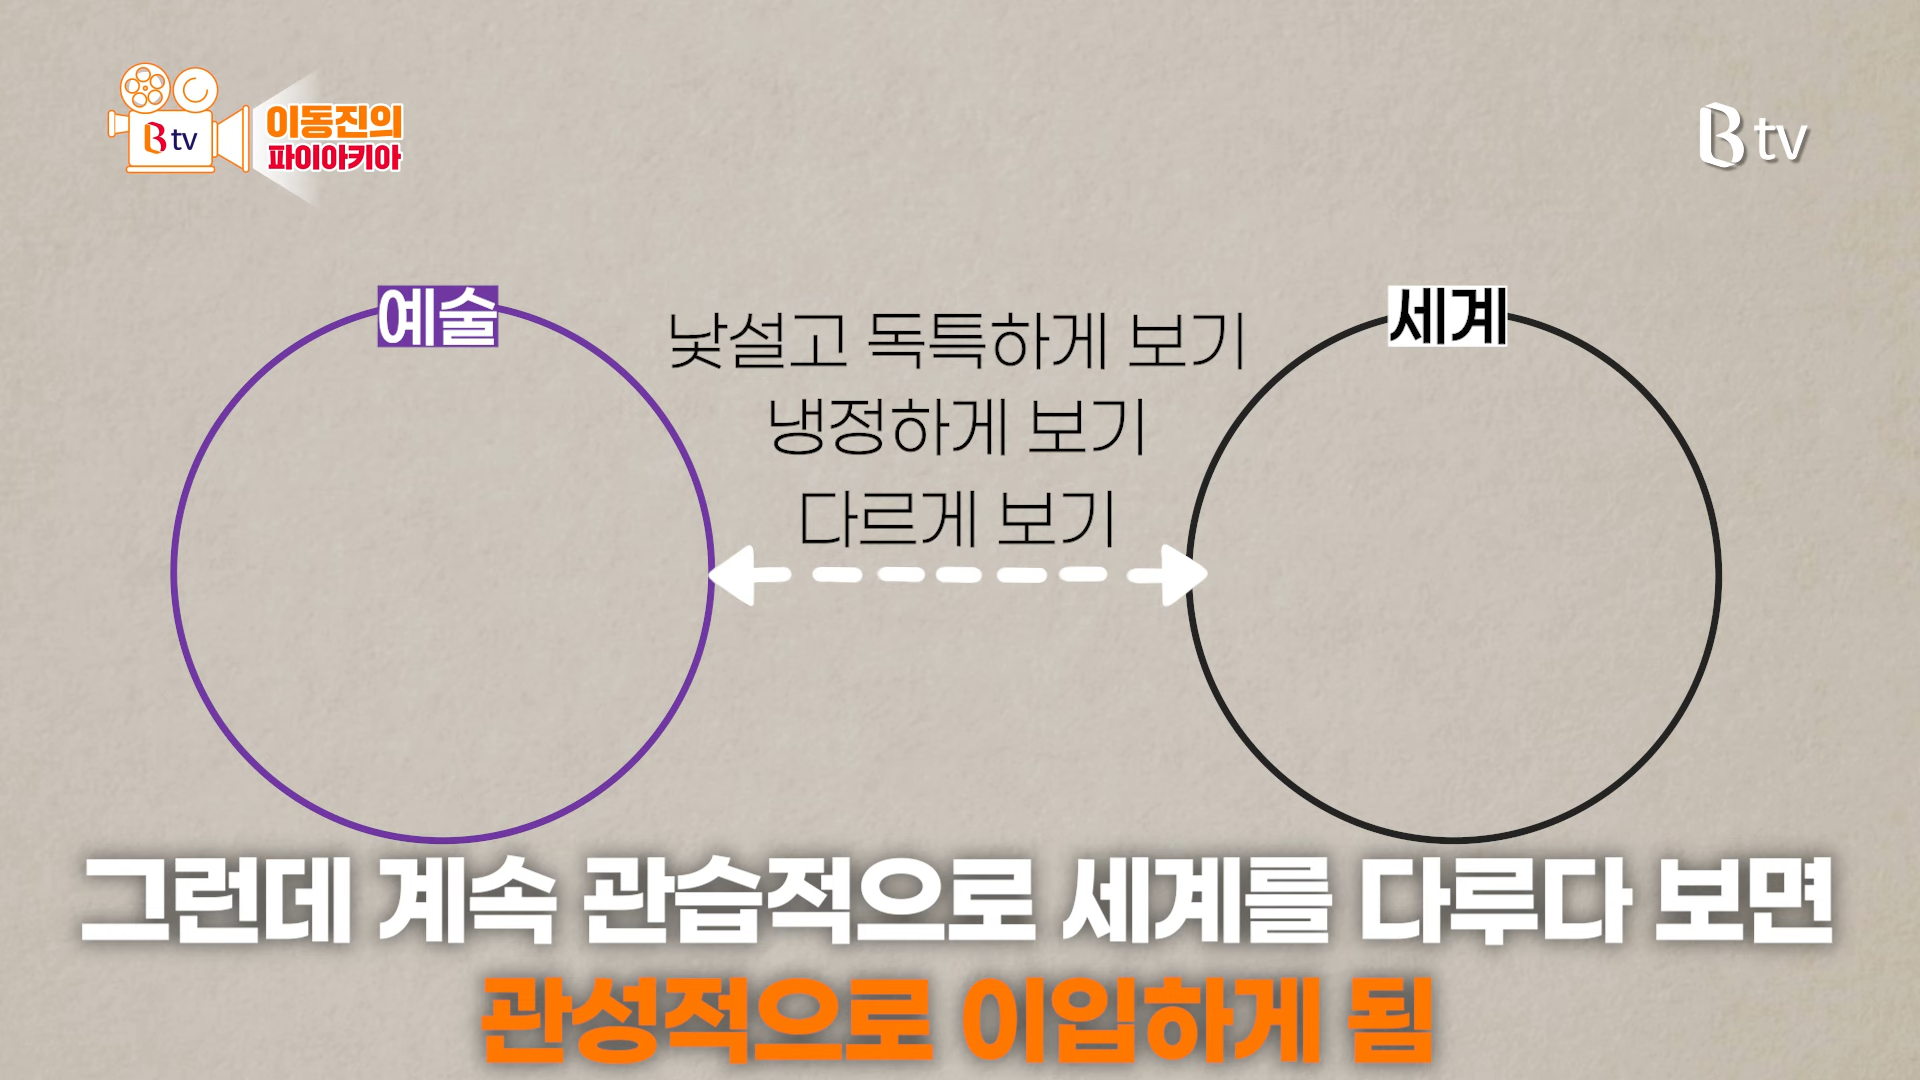 B tv
이동진의
파이아키아
B tv
예술
세계
낯설고 독특하게 보기
냉정하게 보기
다르게 보기
그런데 계속 관습적으로 세계를 다루다 보면
관성적으로 이입하게 됨